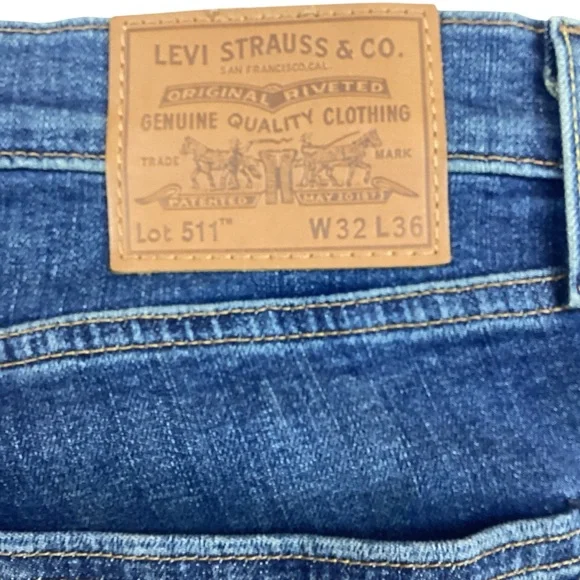 LEVI STRAUSS & CO.
SAN FRANCISCO,CAL.
ORIGINAL RIVETED
GENUINE QUALITY CLOTHING
TRADE MARK
PATENTED MAY 20 187
Lot 511™ W32 L36